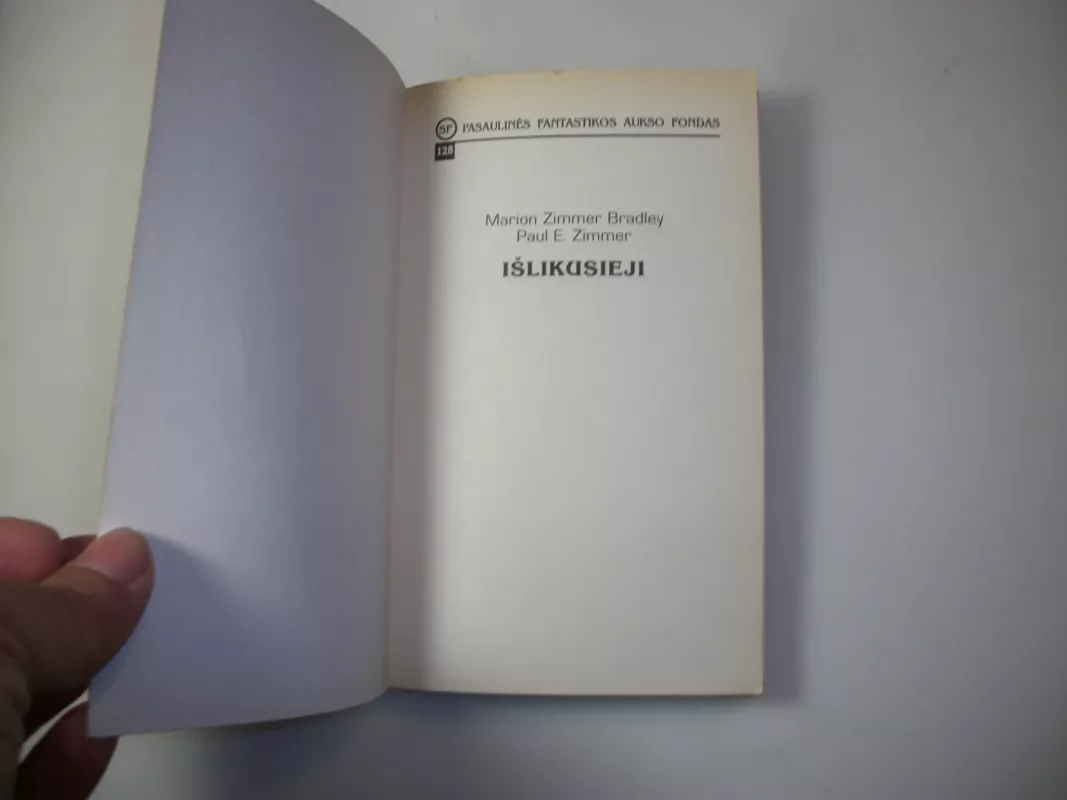 SF PASAULINĖS FANTASTIKOS AUKSO FONDAS
128
Marion Zimmer Bradley
Paul E. Zimmer
IŠLIKUSIEJI